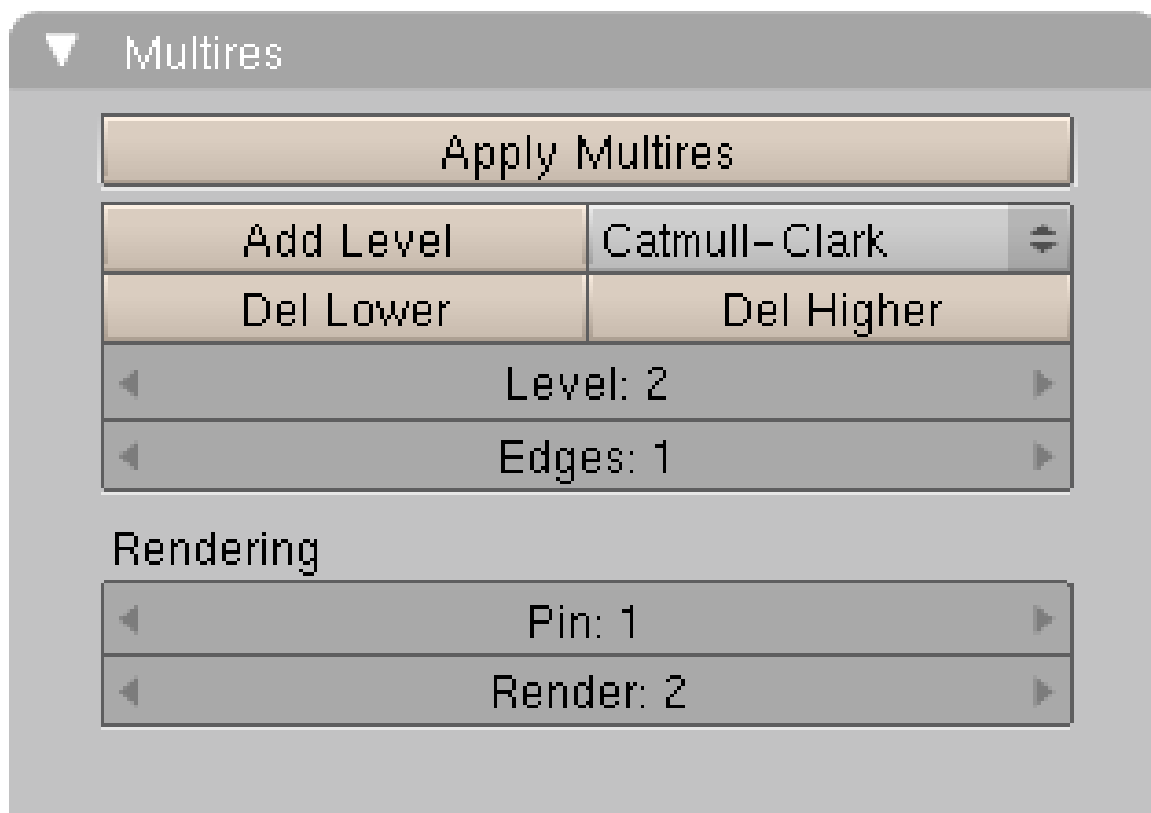 Multires
Apply Multires
Add Level Catmull-Clark
Del Lower Del Higher
Level: 2
Edges: 1
Rendering
Pin: 1
Render: 2